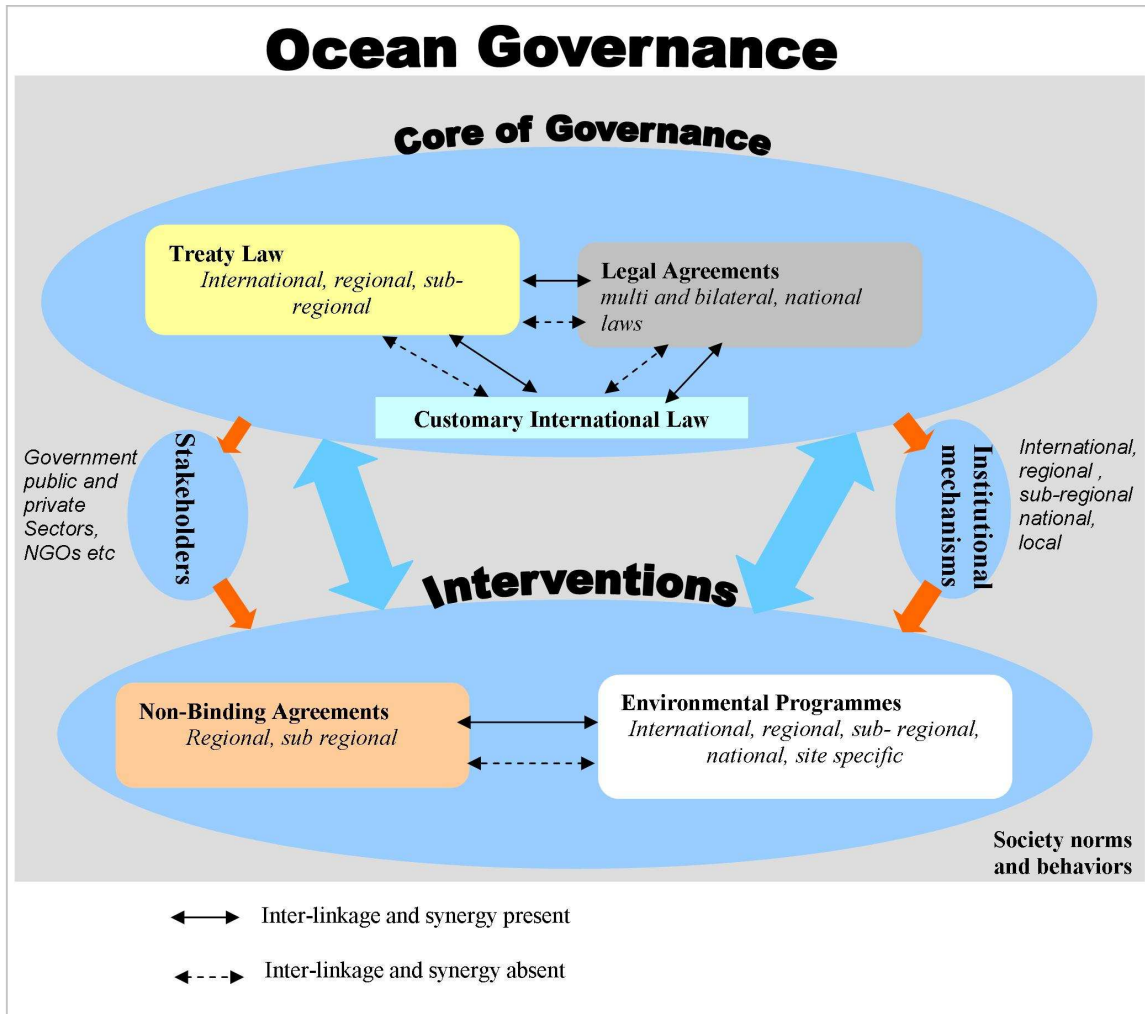 Ocean Governance
Core of Governance
Treaty Law
International, regional, sub-
regional
Legal Agreements
multi and bilateral, national
laws
Customary International Law
Government
public and
private
Sectors,
NGOs etc
Stakeholders
Institutional
mechanisms
International,
regional ,
sub-regional
national,
local
Interventions
Non-Binding Agreements
Regional, sub regional
Environmental Programmes
International, regional, sub- regional,
national, site specific
Society norms
and behaviors
Inter-linkage and synergy present
Inter-linkage and synergy absent